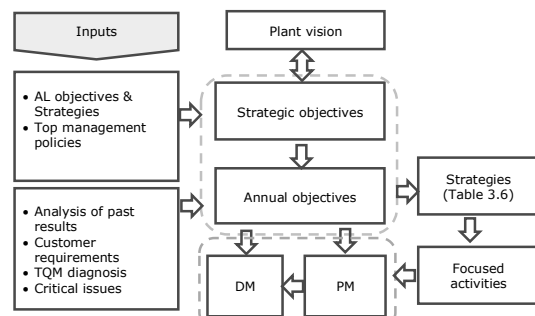 Inputs
Plant vision
• AL objectives &
Strategies
• Top management
policies
Strategic objectives
Annual objectives
Strategies
(Table 3.6)
• Analysis of past
results
• Customer
requirements
• TQM diagnosis
• Critical issues
DM
PM
Focused
activities